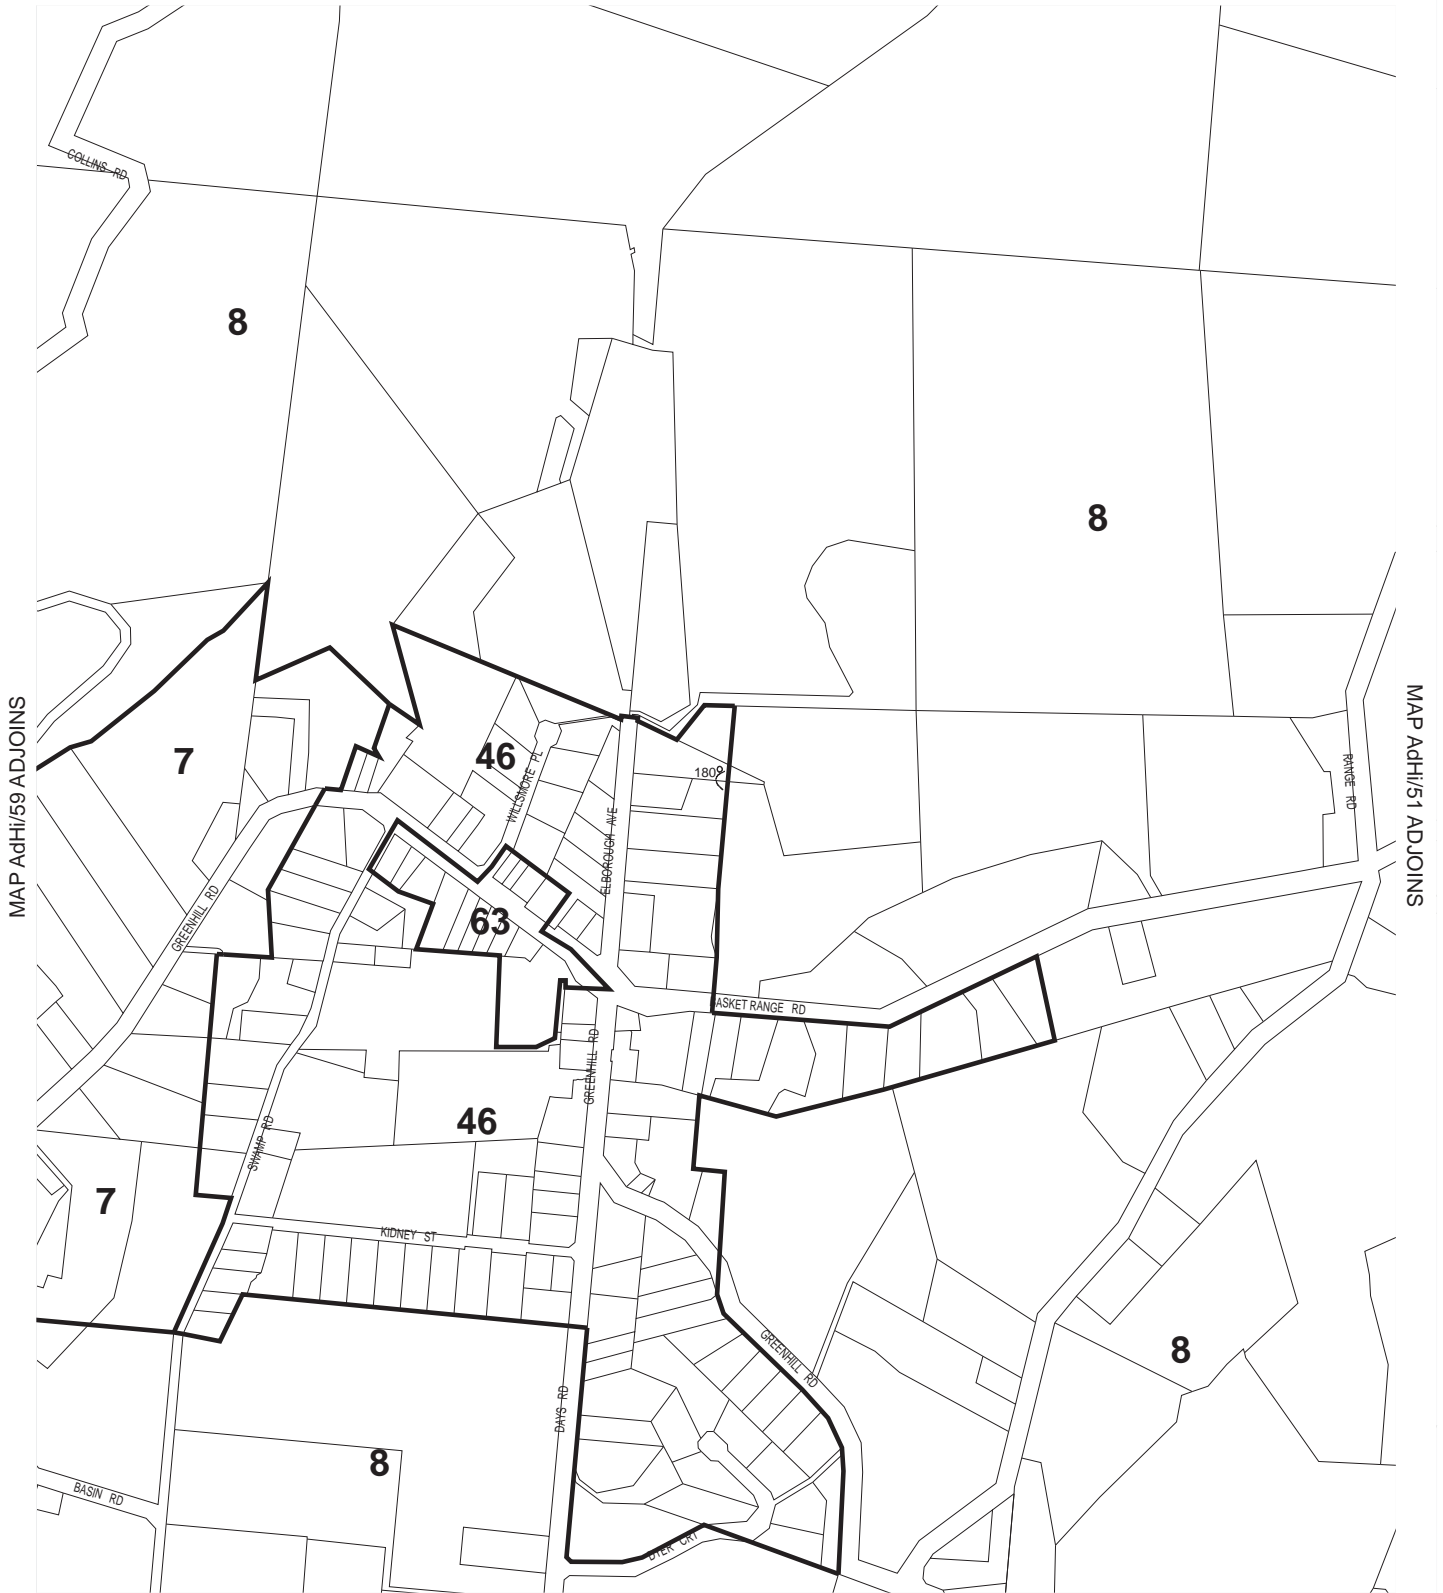 COLLINS RD
8
8
MAP AdHi/59 ADJOINS
MAP AdHi/51 ADJOINS
7
46
WILLSMORE PL
180
RANGE RD
ELBOROUGH AVE
GREENHILL RD
63
BASKET RANGE RD
GREENHILL RD
46
SWAMP RD
7
KIDNEY ST
GREENHILL RD
8
DAYS RD
8
BASIN RD
DYER CRT